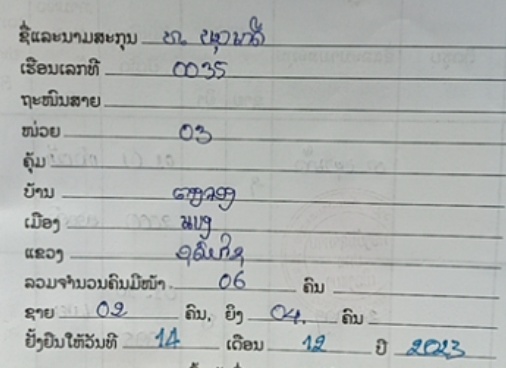 ຊື່ແລະນາມສະກຸນ ທ. ບຸນມາດີ
ເຮືອນເລກທີ 0035
ຖະໜົນສາຍ
ໜ່ວຍ 03
ຄຸ້ມ
ບ້ານ
ເມືອງ
ແຂວງ
ລວມຈຳນວນຄົນມີໜ້າ 06 ຄົນ
ຊາຍ 02 ຄົນ, ຍິງ 04. ຄົນ
ຢັ້ງຢືນໃຫ້ວັນທີ 14 ເດືອນ 12 ປີ 2023